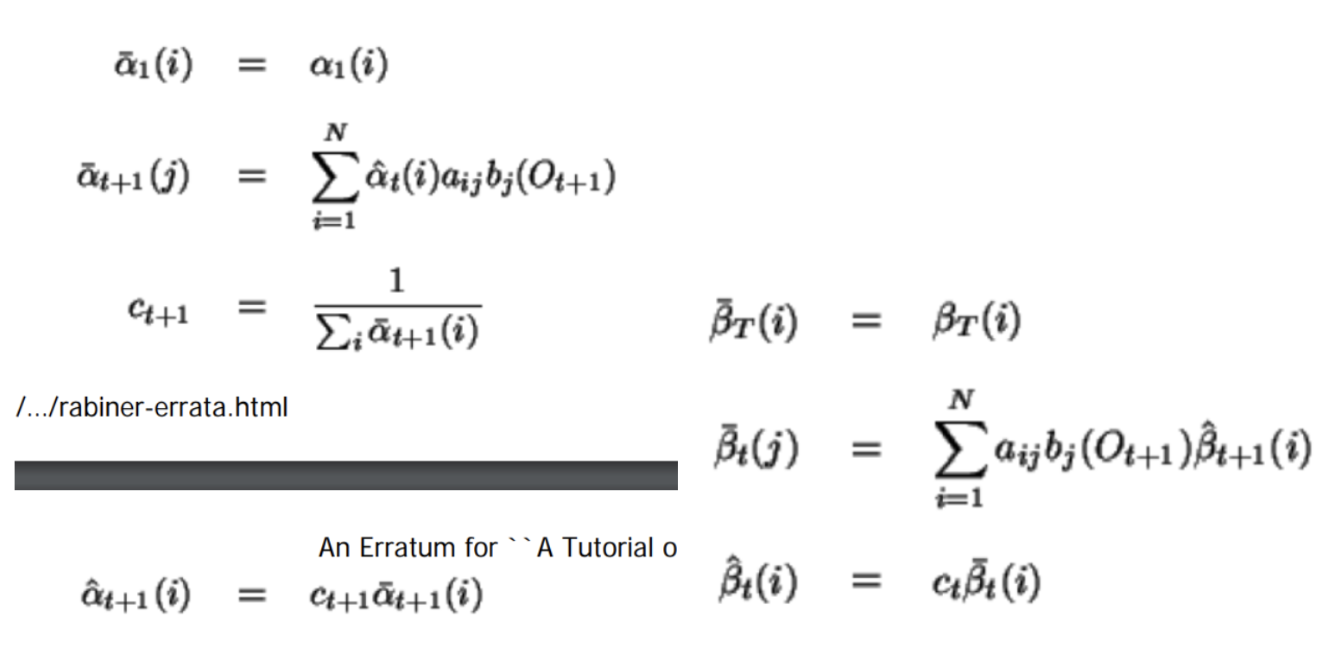 ᾱ₁(i) = α₁(i)
ᾱₜ₊₁(j) = ∑ᵢ₌₁ᴺ α̂ₜ(i)aᵢⱼbⱼ(Oₜ₊₁)
cₜ₊₁ = 1 / ∑ᵢ ᾱₜ₊₁(i)
/.../rabiner-errata.html
An Erratum for ``A Tutorial o
α̂ₜ₊₁(i) = cₜ₊₁ᾱₜ₊₁(i)
β̄_T(i) = β_T(i)
β̄ₜ(j) = ∑ᵢ₌₁ᴺ aᵢⱼbⱼ(Oₜ₊₁)β̂ₜ₊₁(i)
β̂ₜ(i) = cₜβ̄ₜ(i)